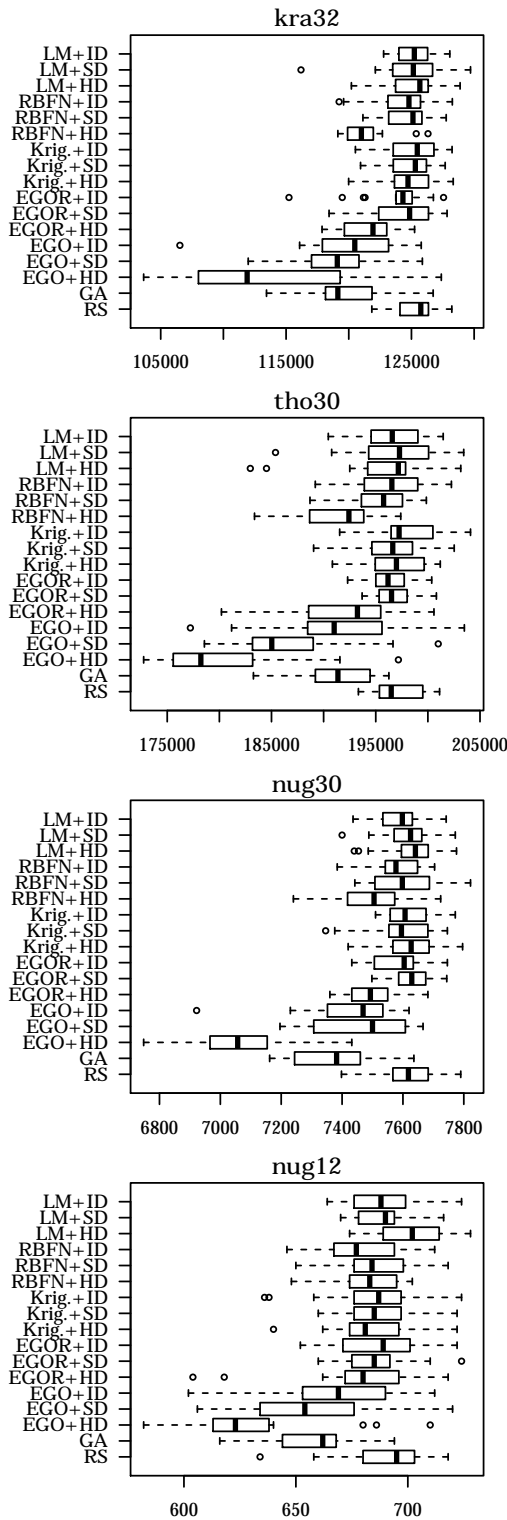 kra32
LM+ID
LM+SD
LM+HD
RBFN+ID
RBFN+SD
RBFN+HD
Krig.+ID
Krig.+SD
Krig.+HD
EGOR+ID
EGOR+SD
EGOR+HD
EGO+ID
EGO+SD
EGO+HD
GA
RS
105000 115000 125000
tho30
LM+ID
LM+SD
LM+HD
RBFN+ID
RBFN+SD
RBFN+HD
Krig.+ID
Krig.+SD
Krig.+HD
EGOR+ID
EGOR+SD
EGOR+HD
EGO+ID
EGO+SD
EGO+HD
GA
RS
175000 185000 195000 205000
nug30
LM+ID
LM+SD
LM+HD
RBFN+ID
RBFN+SD
RBFN+HD
Krig.+ID
Krig.+SD
Krig.+HD
EGOR+ID
EGOR+SD
EGOR+HD
EGO+ID
EGO+SD
EGO+HD
GA
RS
6800 7000 7200 7400 7600 7800
nug12
LM+ID
LM+SD
LM+HD
RBFN+ID
RBFN+SD
RBFN+HD
Krig.+ID
Krig.+SD
Krig.+HD
EGOR+ID
EGOR+SD
EGOR+HD
EGO+ID
EGO+SD
EGO+HD
GA
RS
600 650 700